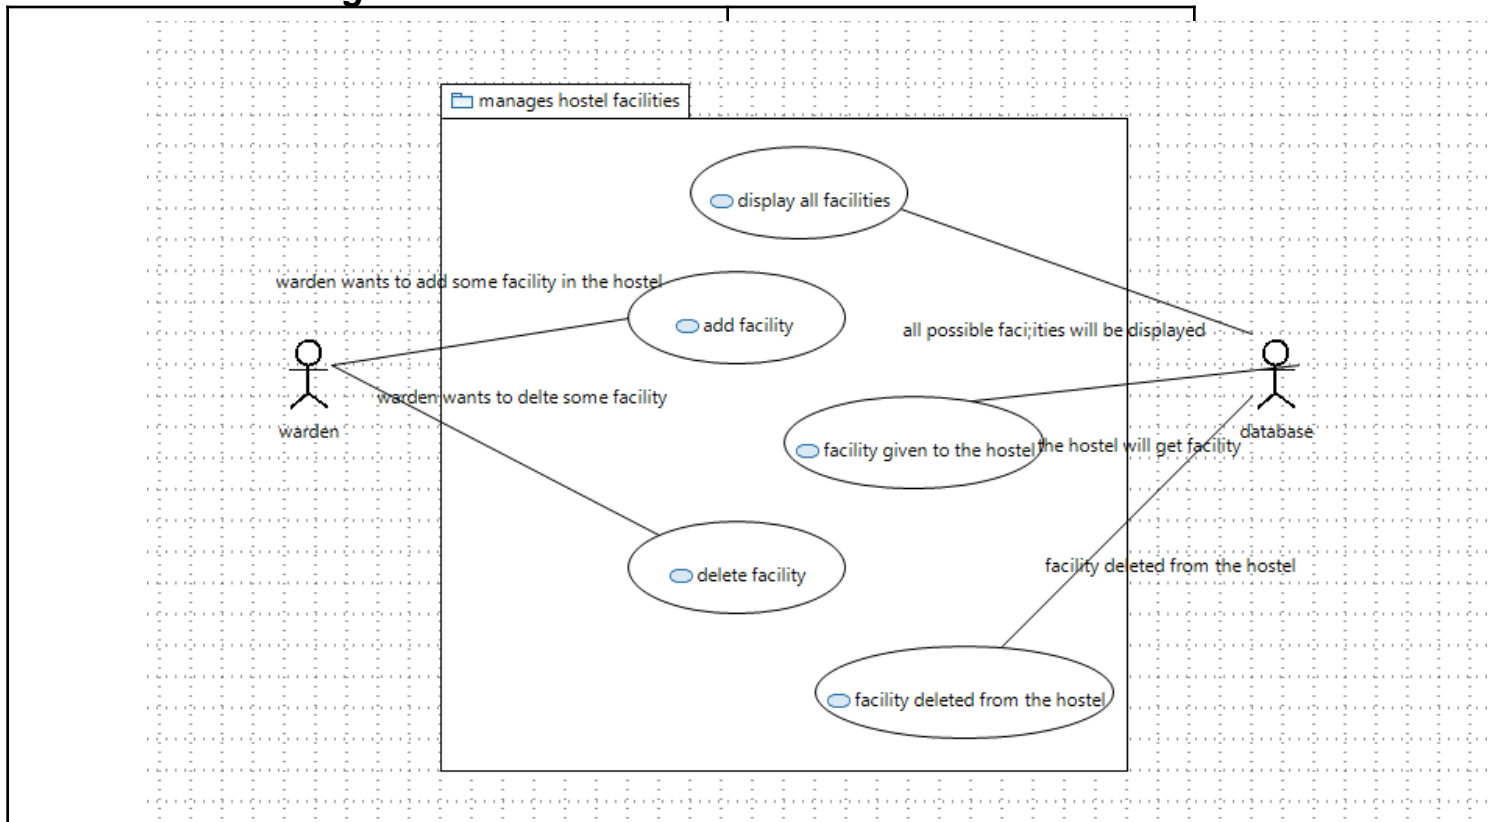 manages hostel facilities
display all facilities
warden wants to add some facility in the hostel
add facility
all possible faci;ities will be displayed
warden wants to delte some facility
warden
database
facility given to the hostel
the hostel will get facility
facility deleted from the hostel
delete facility
facility deleted from the hostel